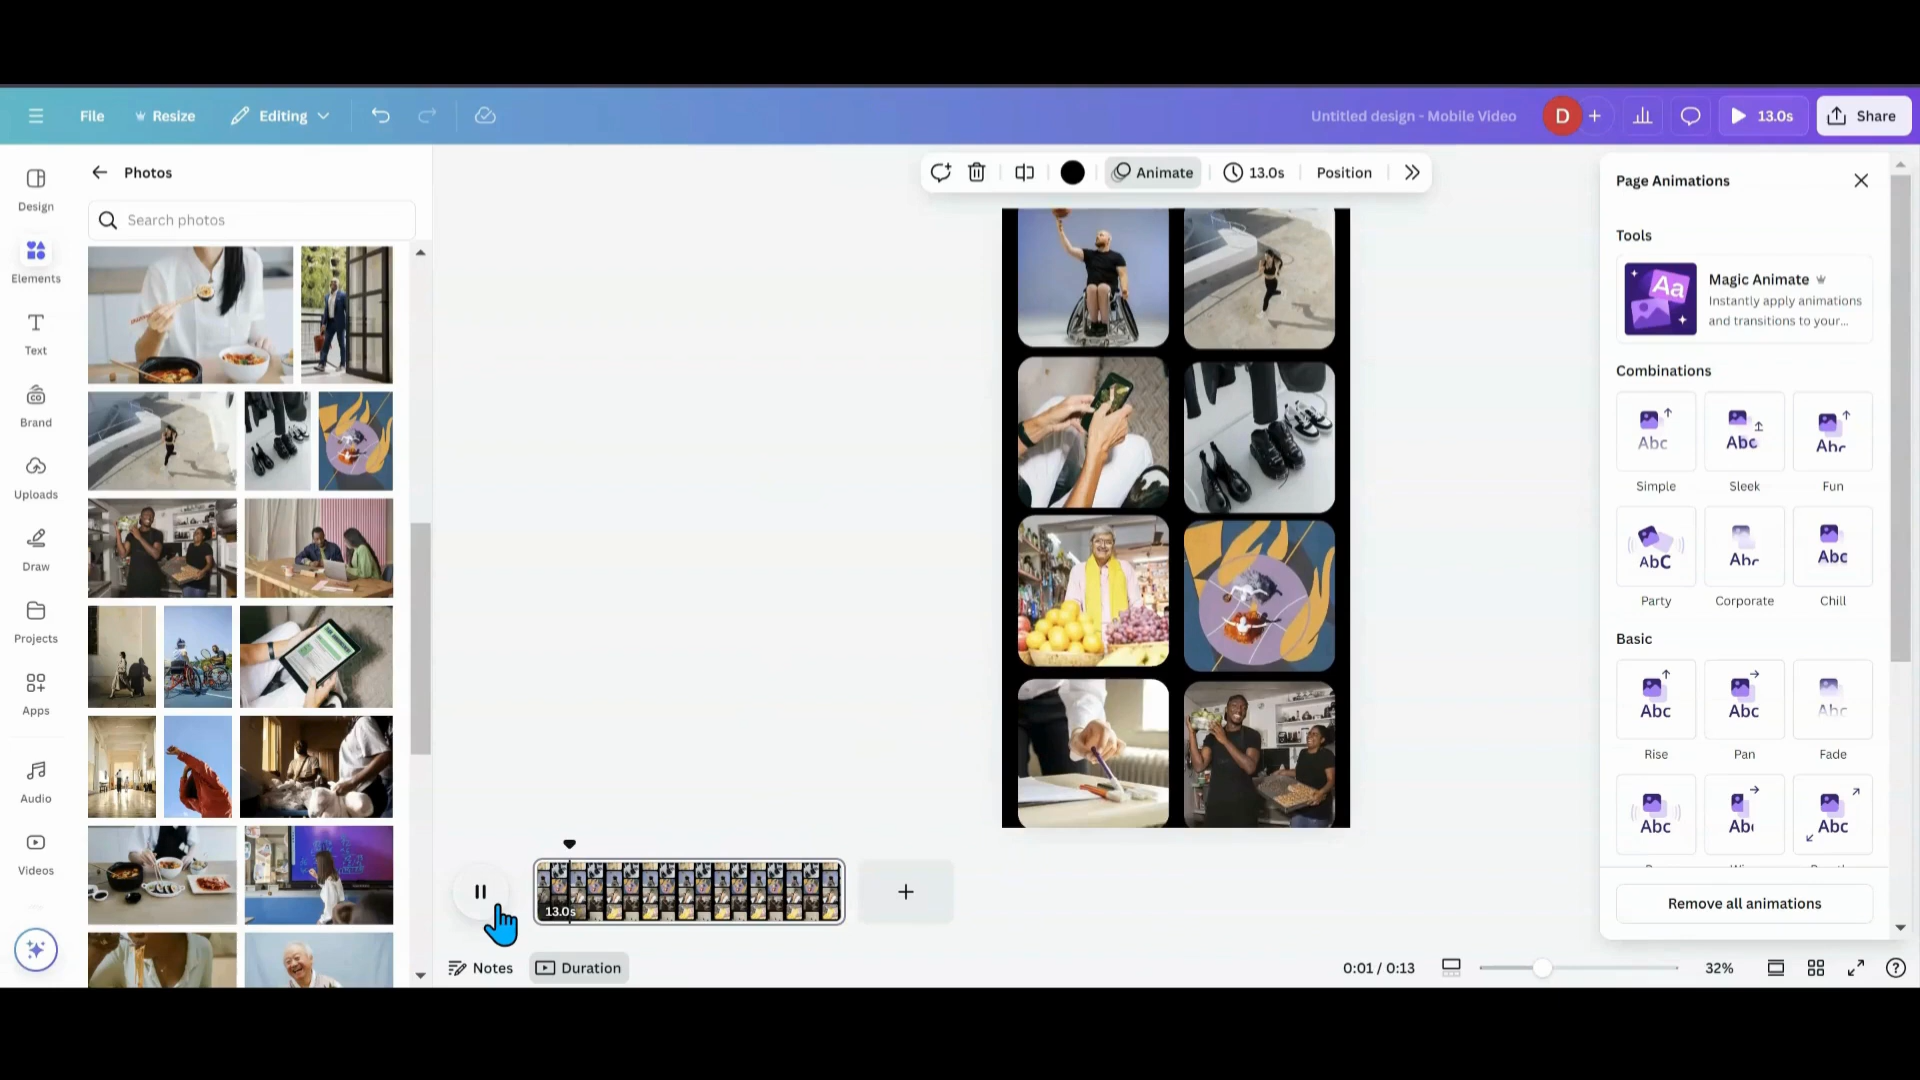 File
Resize
Editing
Untitled design - Mobile Video
D
13.0s
Share
Design
Elements
Text
Brand
Uploads
Draw
Projects
Apps
Audio
Videos
Photos
Search photos
Animate
13.0s
Position
Page Animations
Tools
Aa
Magic Animate
Instantly apply animations
and transitions to your...
Combinations
Abc
Simple
Abc
Sleek
Abc
Fun
AbC
Party
Abc
Corporate
Abc
Chill
Basic
Abc
Rise
Abc
Pan
Abc
Fade
Abc
Abc
Abc
Remove all animations
13.0s
Notes
Duration
0:01 / 0:13
32%